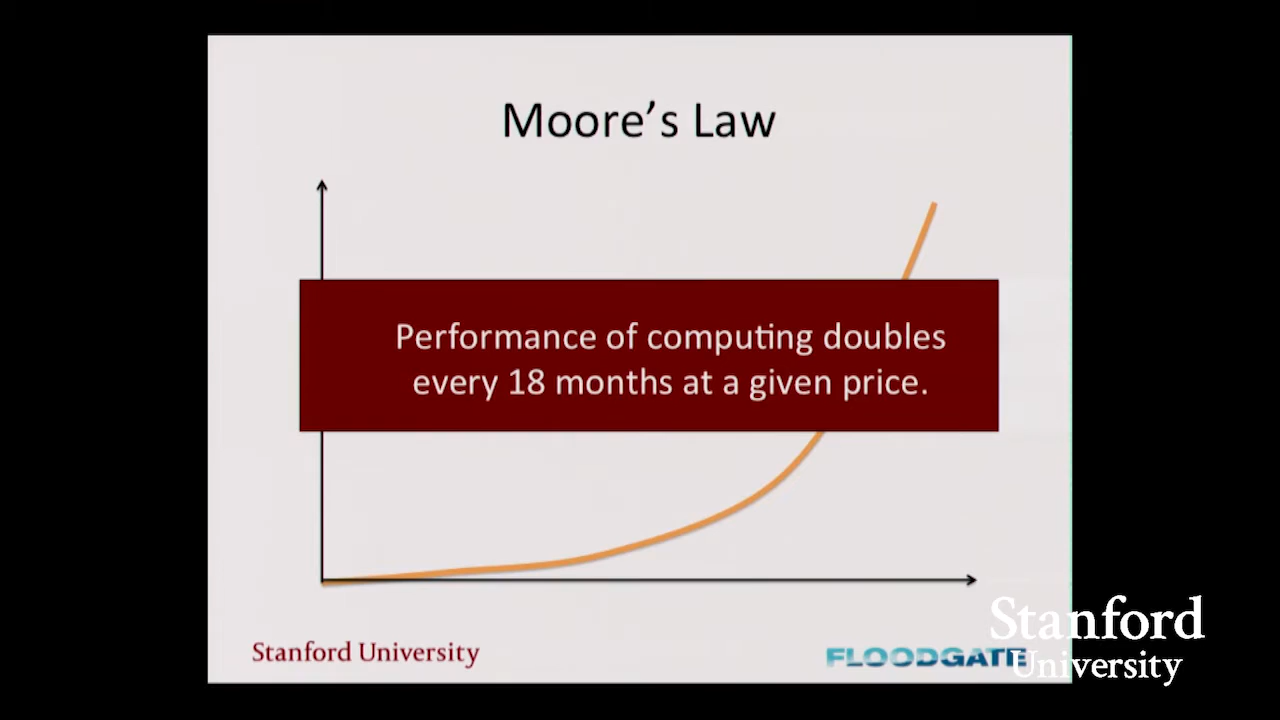 Moore’s Law
Performance of computing doubles
every 18 months at a given price.
Stanford University
FLOODGATE
Stanford
University